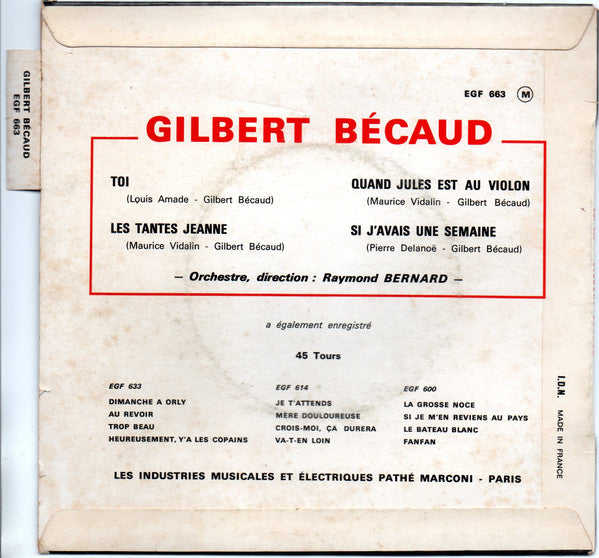 GILBERT BÉCAUD
EGF 663
EGF 663 M
GILBERT BÉCAUD
TOI
(Louis Amade - Gilbert Bécaud)
QUAND JULES EST AU VIOLON
(Maurice Vidalin - Gilbert Bécaud)
LES TANTES JEANNE
(Maurice Vidalin - Gilbert Bécaud)
SI J'AVAIS UNE SEMAINE
(Pierre Delanoë - Gilbert Bécaud)
- Orchestre, direction : Raymond BERNARD -
a également enregistré
45 Tours
EGF 633
DIMANCHE A ORLY
AU REVOIR
TROP BEAU
HEUREUSEMENT, Y'A LES COPAINS
EGF 614
JE T'ATTENDS
MÈRE DOULOUREUSE
CROIS-MOI, ÇA DURERA
VA-T-EN LOIN
EGF 600
LA GROSSE NOCE
SI JE M'EN REVIENS AU PAYS
LE BATEAU BLANC
FANFAN
LES INDUSTRIES MUSICALES ET ÉLECTRIQUES PATHÉ MARCONI - PARIS
I.D.N. MADE IN FRANCE